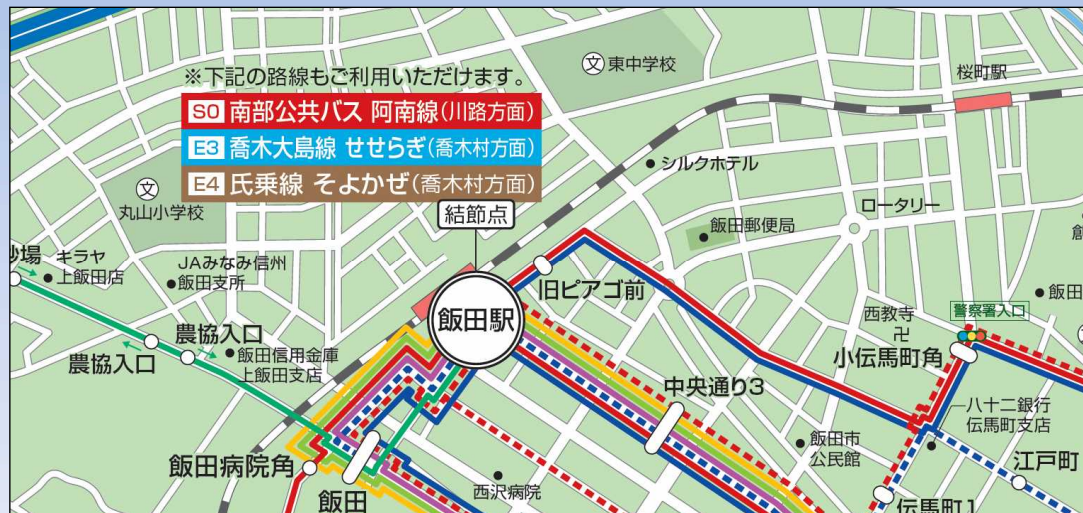 ※下記の路線もご利用いただけます。
S0 南部公共バス 阿南線(川路方面)
E3 喬木大島線 せせらぎ(喬木村方面)
E4 氏乗線 そよかぜ(喬木村方面)
文 東中学校
桜町駅
シルクホテル
文
丸山小学校
結節点
飯田郵便局
ロータリー
キラヤ
上飯田店
JAみなみ信州
飯田支所
旧ピアゴ前
飯田駅
西教寺
卍
警察署入口
小伝馬町角
飯田
農協入口
農協入口
飯田信用金庫
上飯田支店
中央通り3
八十二銀行
伝馬町支店
飯田市
公民館
江戸町
飯田病院角
飯田
西沢病院
伝馬町1